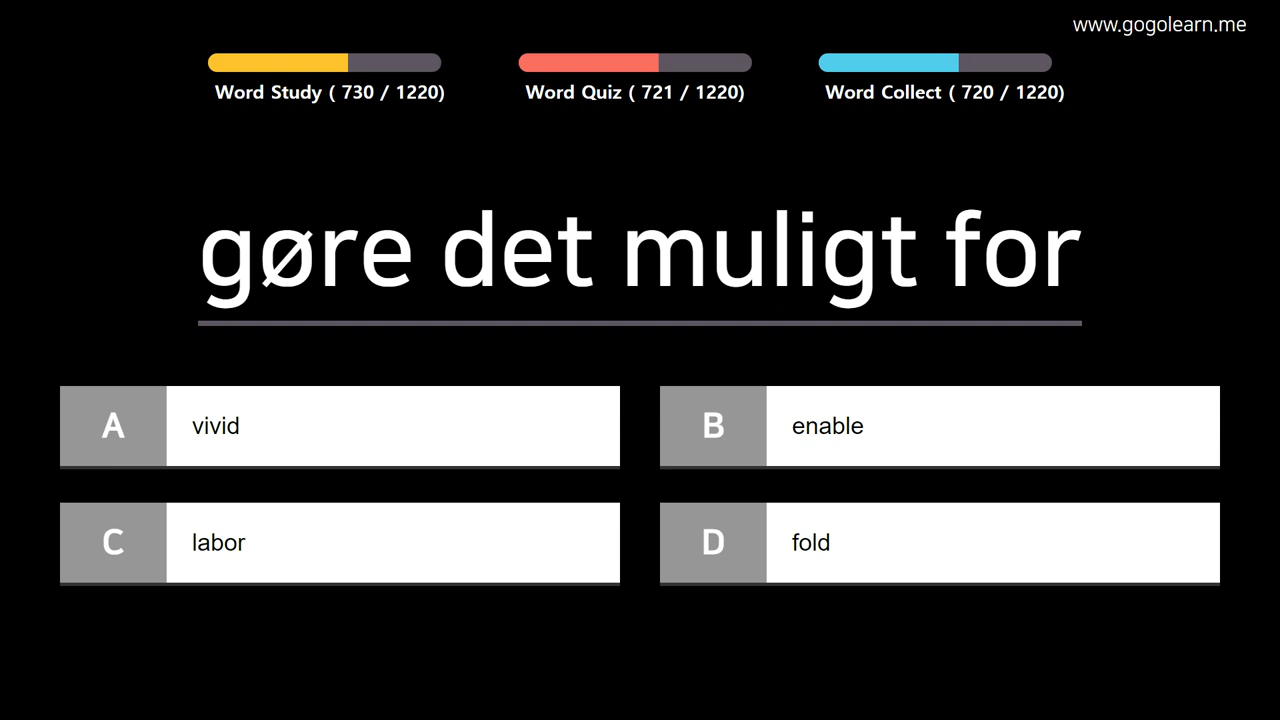 www.gogolearn.me
Word Study ( 730 / 1220)
Word Quiz ( 721 / 1220)
Word Collect ( 720 / 1220)
gøre det muligt for
A vivid
B enable
C labor
D fold